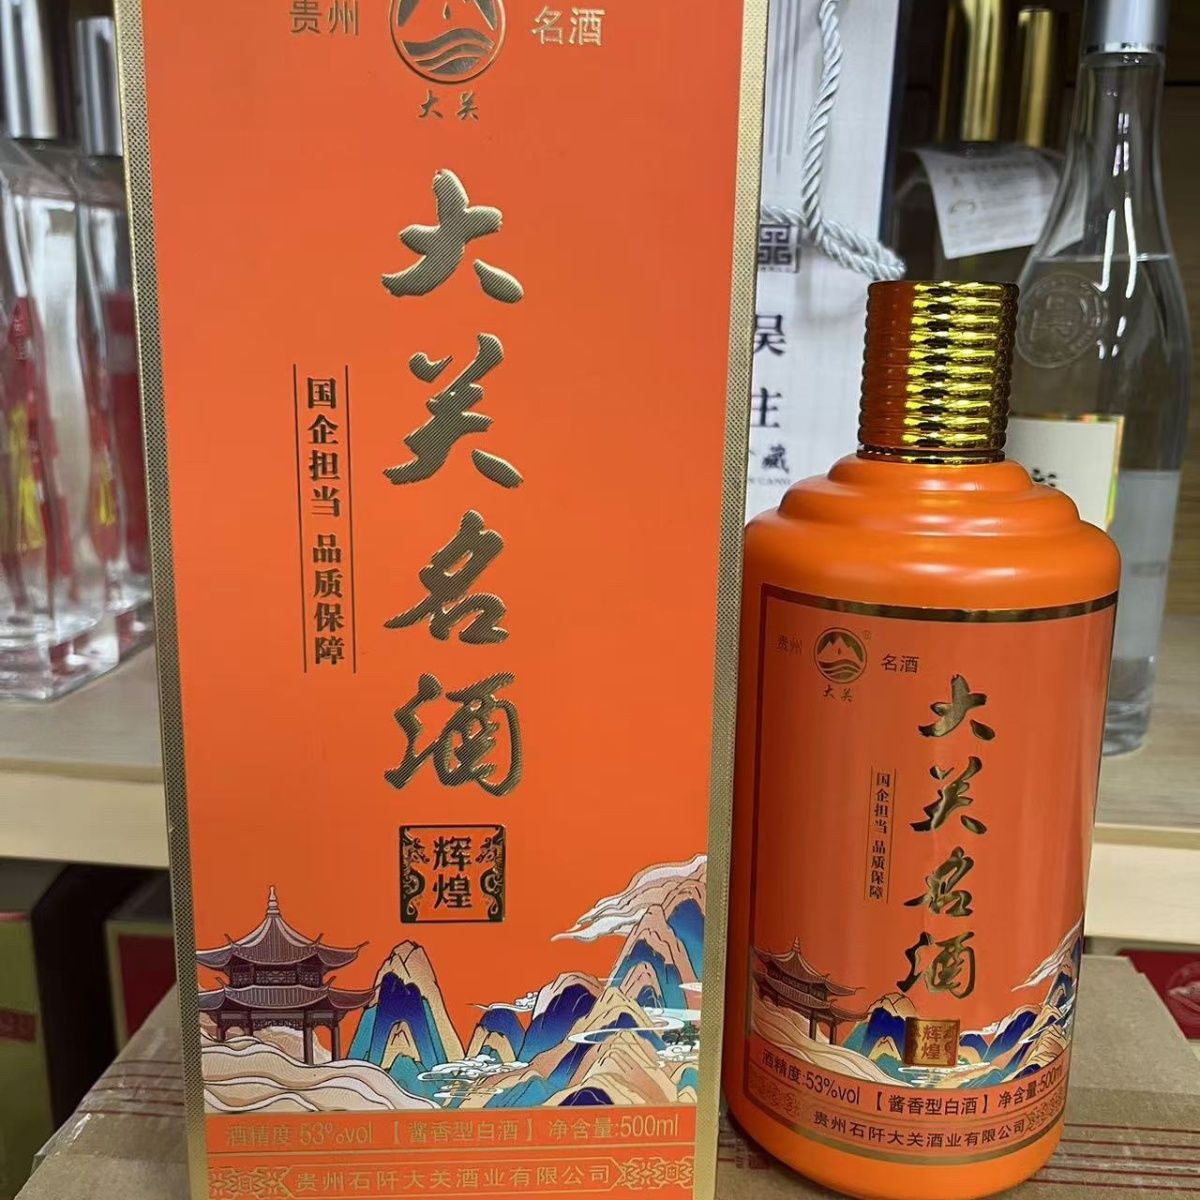 贵州 名酒
大关
大关名酒
国企担当 品质保障
辉煌
酒精度 53%vol 【酱香型白酒】 净含量:500ml
贵州石阡大关酒业有限公司
贵州 名酒
大关
大关名酒
国企担当 品质保障
辉煌
酒精度:53%vol 【酱香型白酒】 净含量:500ml
贵州石阡大关酒业有限公司
藏